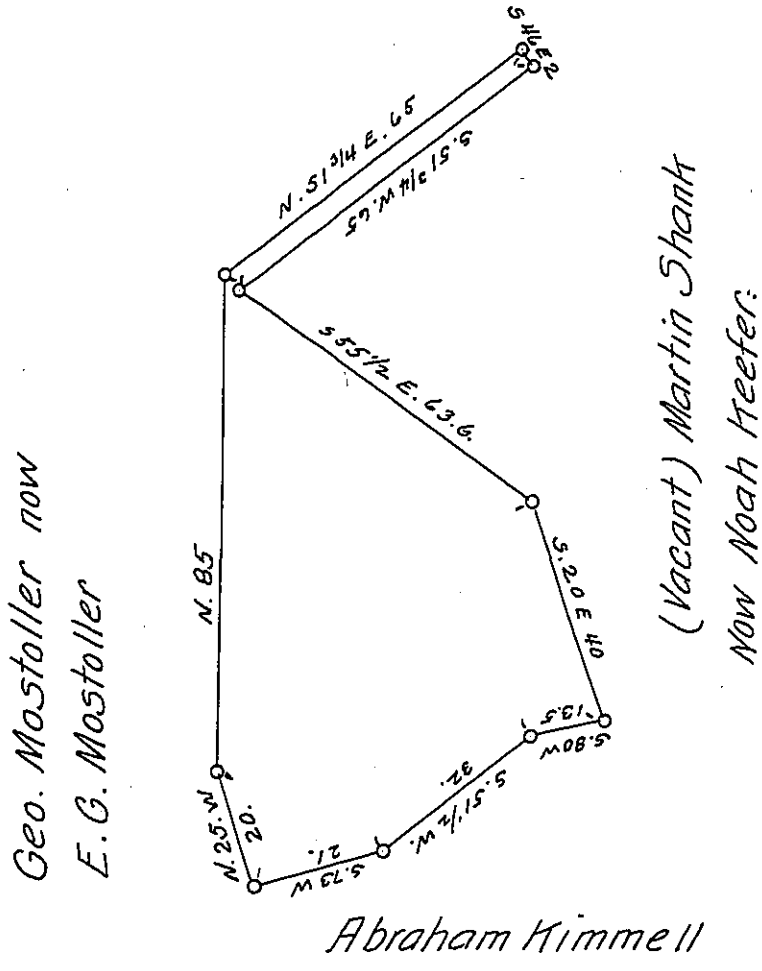 Geo. Mostoller now
E. G. Mostoller
N. 85
N. 51 3/4 E. 65
S 46 E 2
S. 51 3/4 W. 65
S 55 1/2 E. 63.6.
S. 20 E 40
S. 80 W
13.5
S. 51 1/2 W.
32.
S. 73 W
21.
N. 25. W
20.
(Vacant) Martin Shank
Now Noah Keefer:
Abraham Kimmell